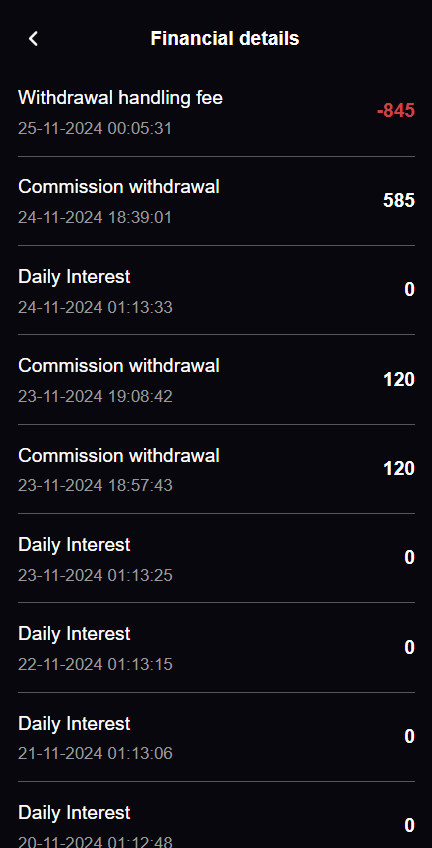 Financial details
Withdrawal handling fee
-845
25-11-2024 00:05:31
Commission withdrawal
585
24-11-2024 18:39:01
Daily Interest
0
24-11-2024 01:13:33
Commission withdrawal
120
23-11-2024 19:08:42
Commission withdrawal
120
23-11-2024 18:57:43
Daily Interest
0
23-11-2024 01:13:25
Daily Interest
0
22-11-2024 01:13:15
Daily Interest
0
21-11-2024 01:13:06
Daily Interest
0
20-11-2024 01:12:48